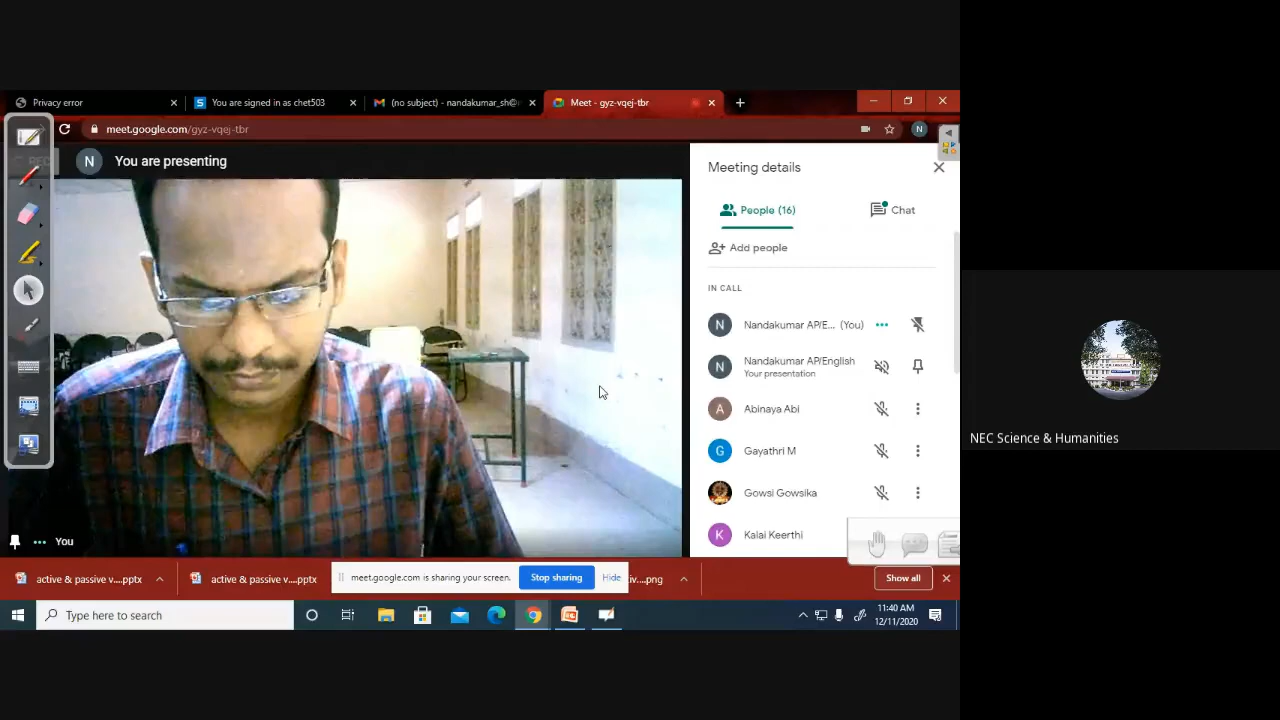 Privacy error
You are signed in as chet503
(no subject) - nandakumar_sh@
Meet - gyz-vqej-tbr
meet.google.com/gyz-vqej-tbr
N
REC
N You are presenting
Meeting details
People (16)
Chat
Add people
IN CALL
N Nandakumar AP/E... (You)
N Nandakumar AP/English
Your presentation
A Abinaya Abi
G Gayathri M
Gowsi Gowsika
K Kalai Keerthi
You
NEC Science & Humanities
active & passive v....pptx
active & passive v....pptx
meet.google.com is sharing your screen.
Stop sharing
Hide
iv...png
Show all
Type here to search
11:40 AM
12/11/2020